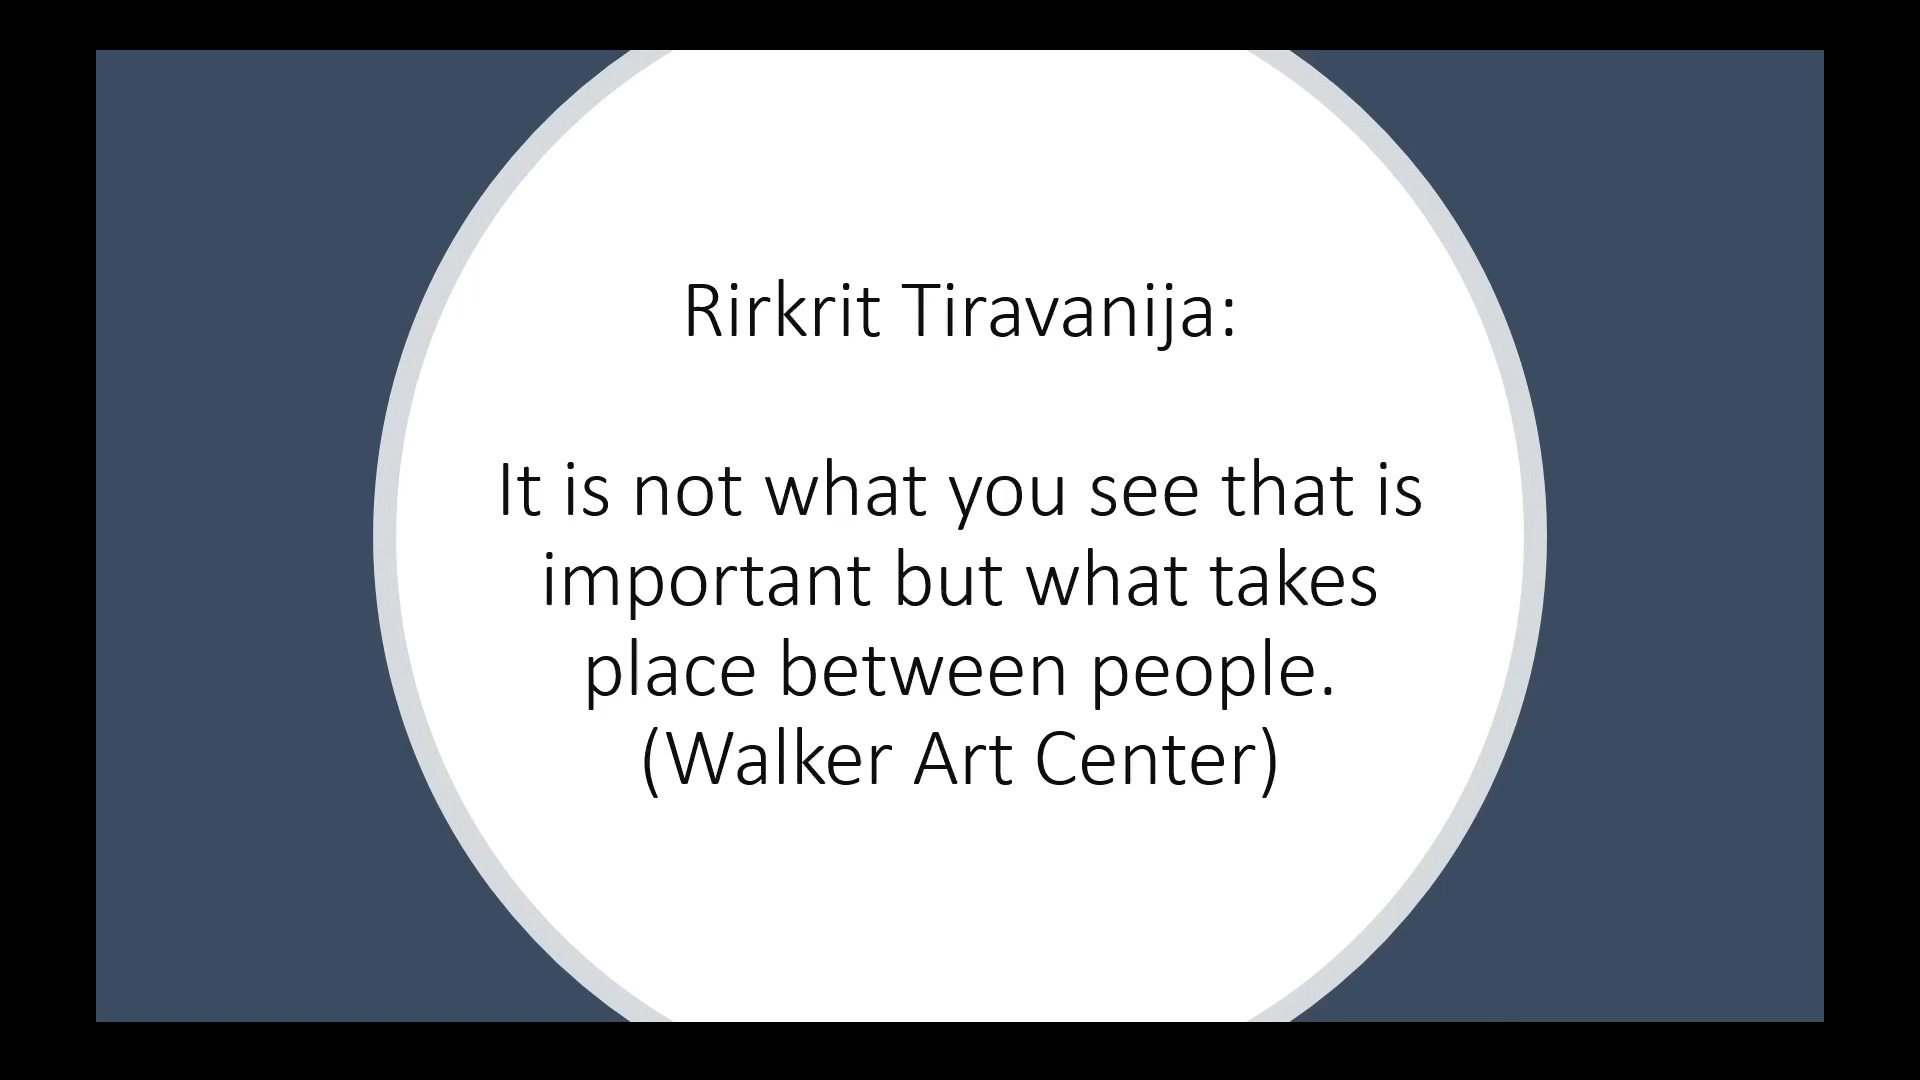 Rirkrit Tiravanija:
It is not what you see that is
important but what takes
place between people.
(Walker Art Center)